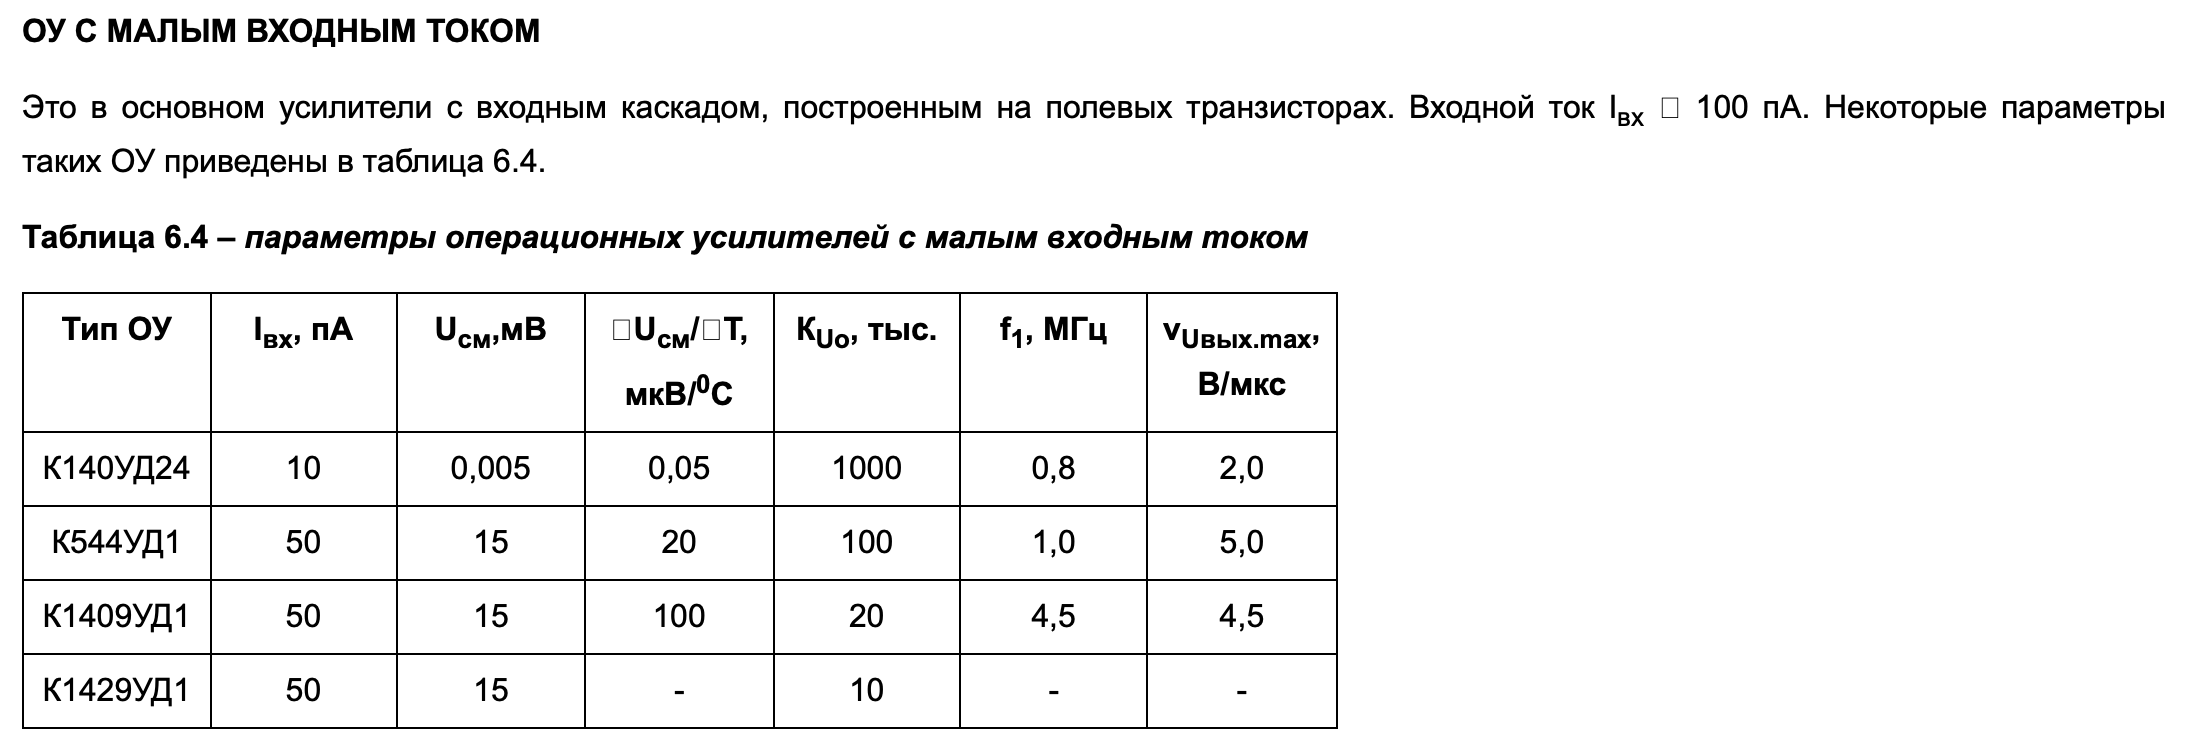 ОУ С МАЛЫМ ВХОДНЫМ ТОКОМ
Это в основном усилители с входным каскадом, построенным на полевых транзисторах. Входной ток Iвх □ 100 пА. Некоторые параметры
таких ОУ приведены в таблица 6.4.
Таблица 6.4 – параметры операционных усилителей с малым входным током
Тип ОУ Iвх, пА Uсм,мВ □Uсм/□T, мкВ/⁰С КUо, тыс. f₁, МГц vUвых.max, В/мкс
К140УД24 10 0,005 0,05 1000 0,8 2,0
К544УД1 50 15 20 100 1,0 5,0
К1409УД1 50 15 100 20 4,5 4,5
К1429УД1 50 15 - 10 - -